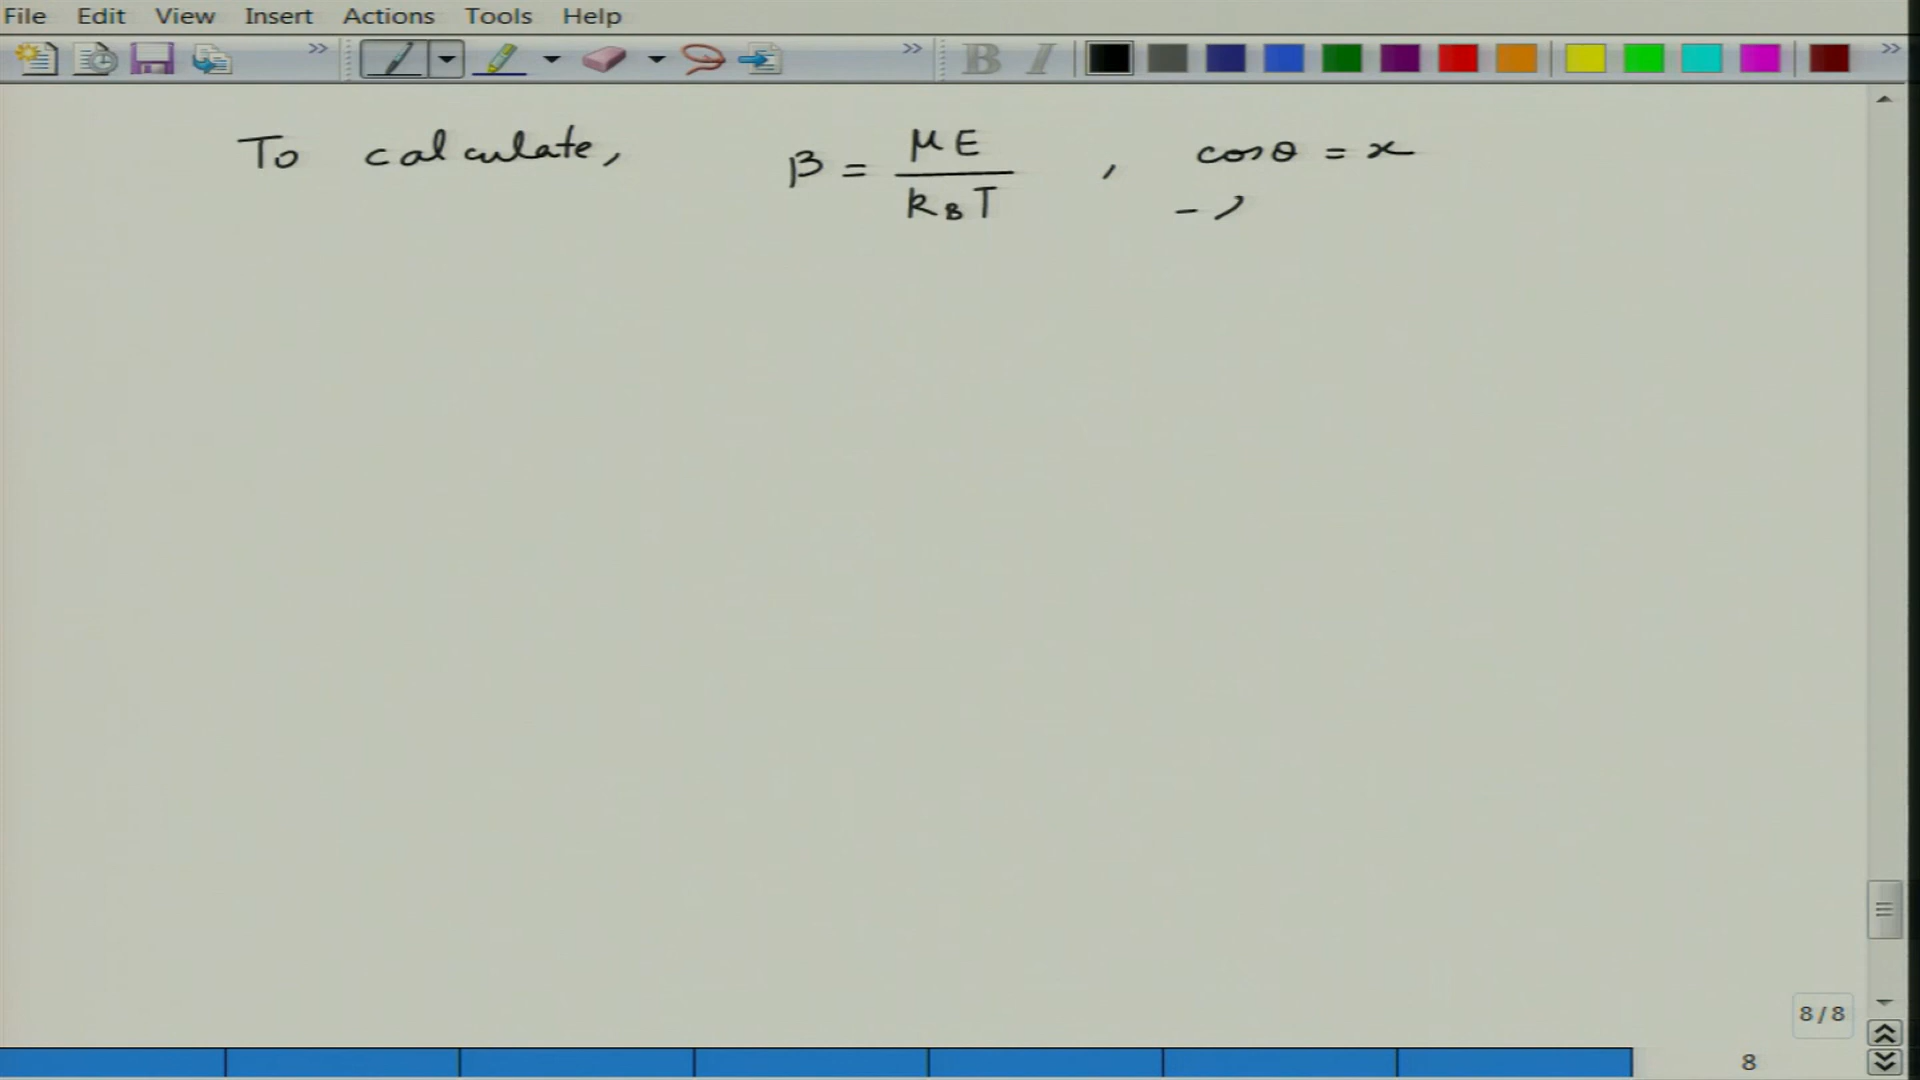 File Edit View Insert Actions Tools Help
B I
To calculate, β = μE / k_B T , cosθ = x
-
8/8
8